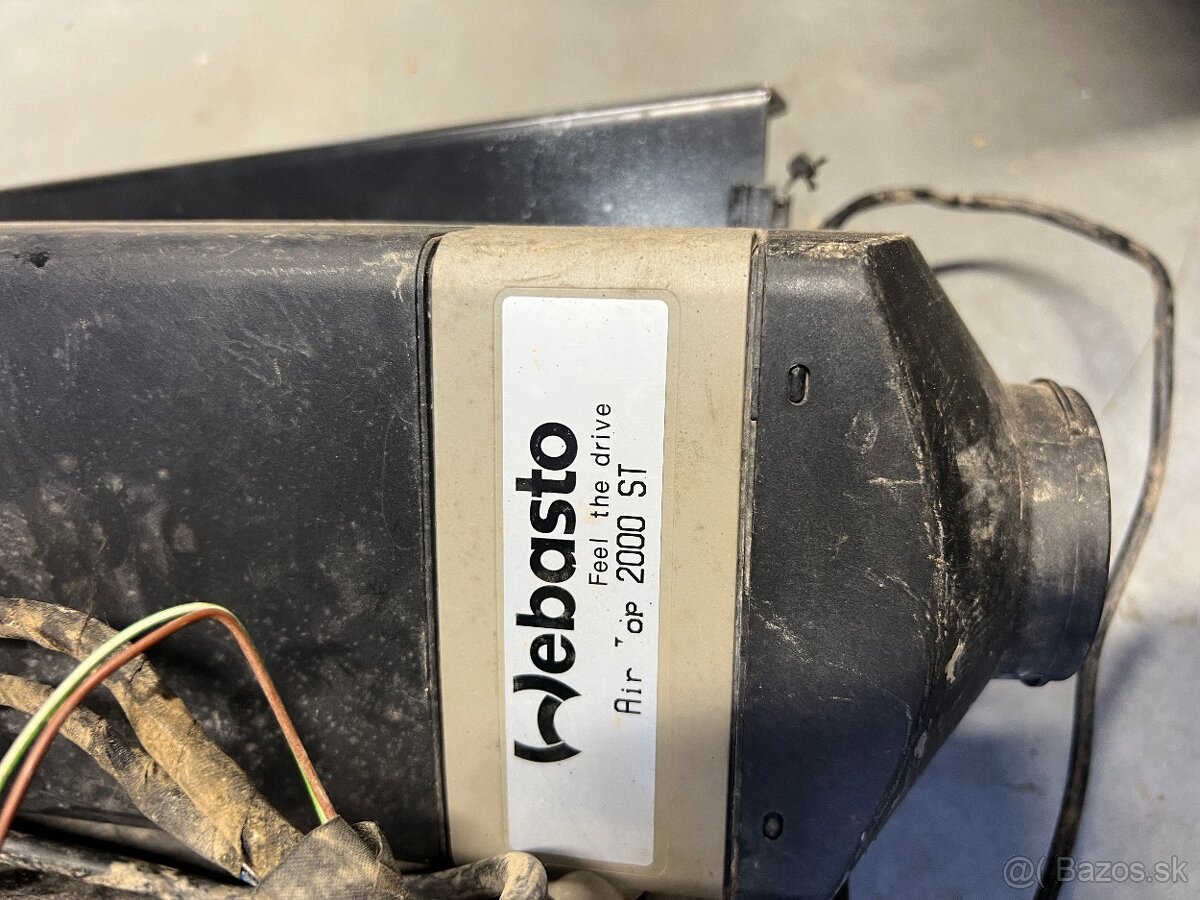 Webasto
Feel the drive
Air Top 2000 ST
@( Bazos.sk